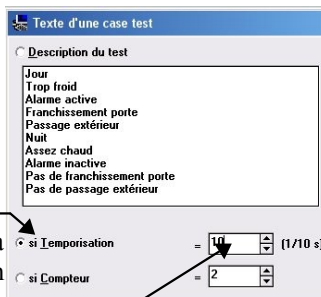 Texte d'une case test
Description du test
Jour
Trop froid
Alarme active
Franchissement porte
Passage extérieur
Nuit
Assez chaud
Alarme inactive
Pas de franchissement porte
Pas de passage extérieur
a si Temporisation = 10 (1/10 s)
n si Compteur = 2